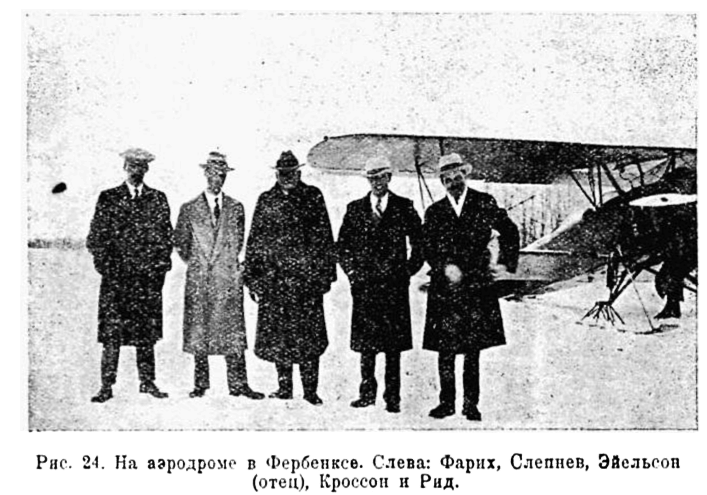 Рис. 24. На аэродроме в Фербенксе. Слева: Фарих, Слепнев, Эйельсон
(отец), Кроссон и Рид.